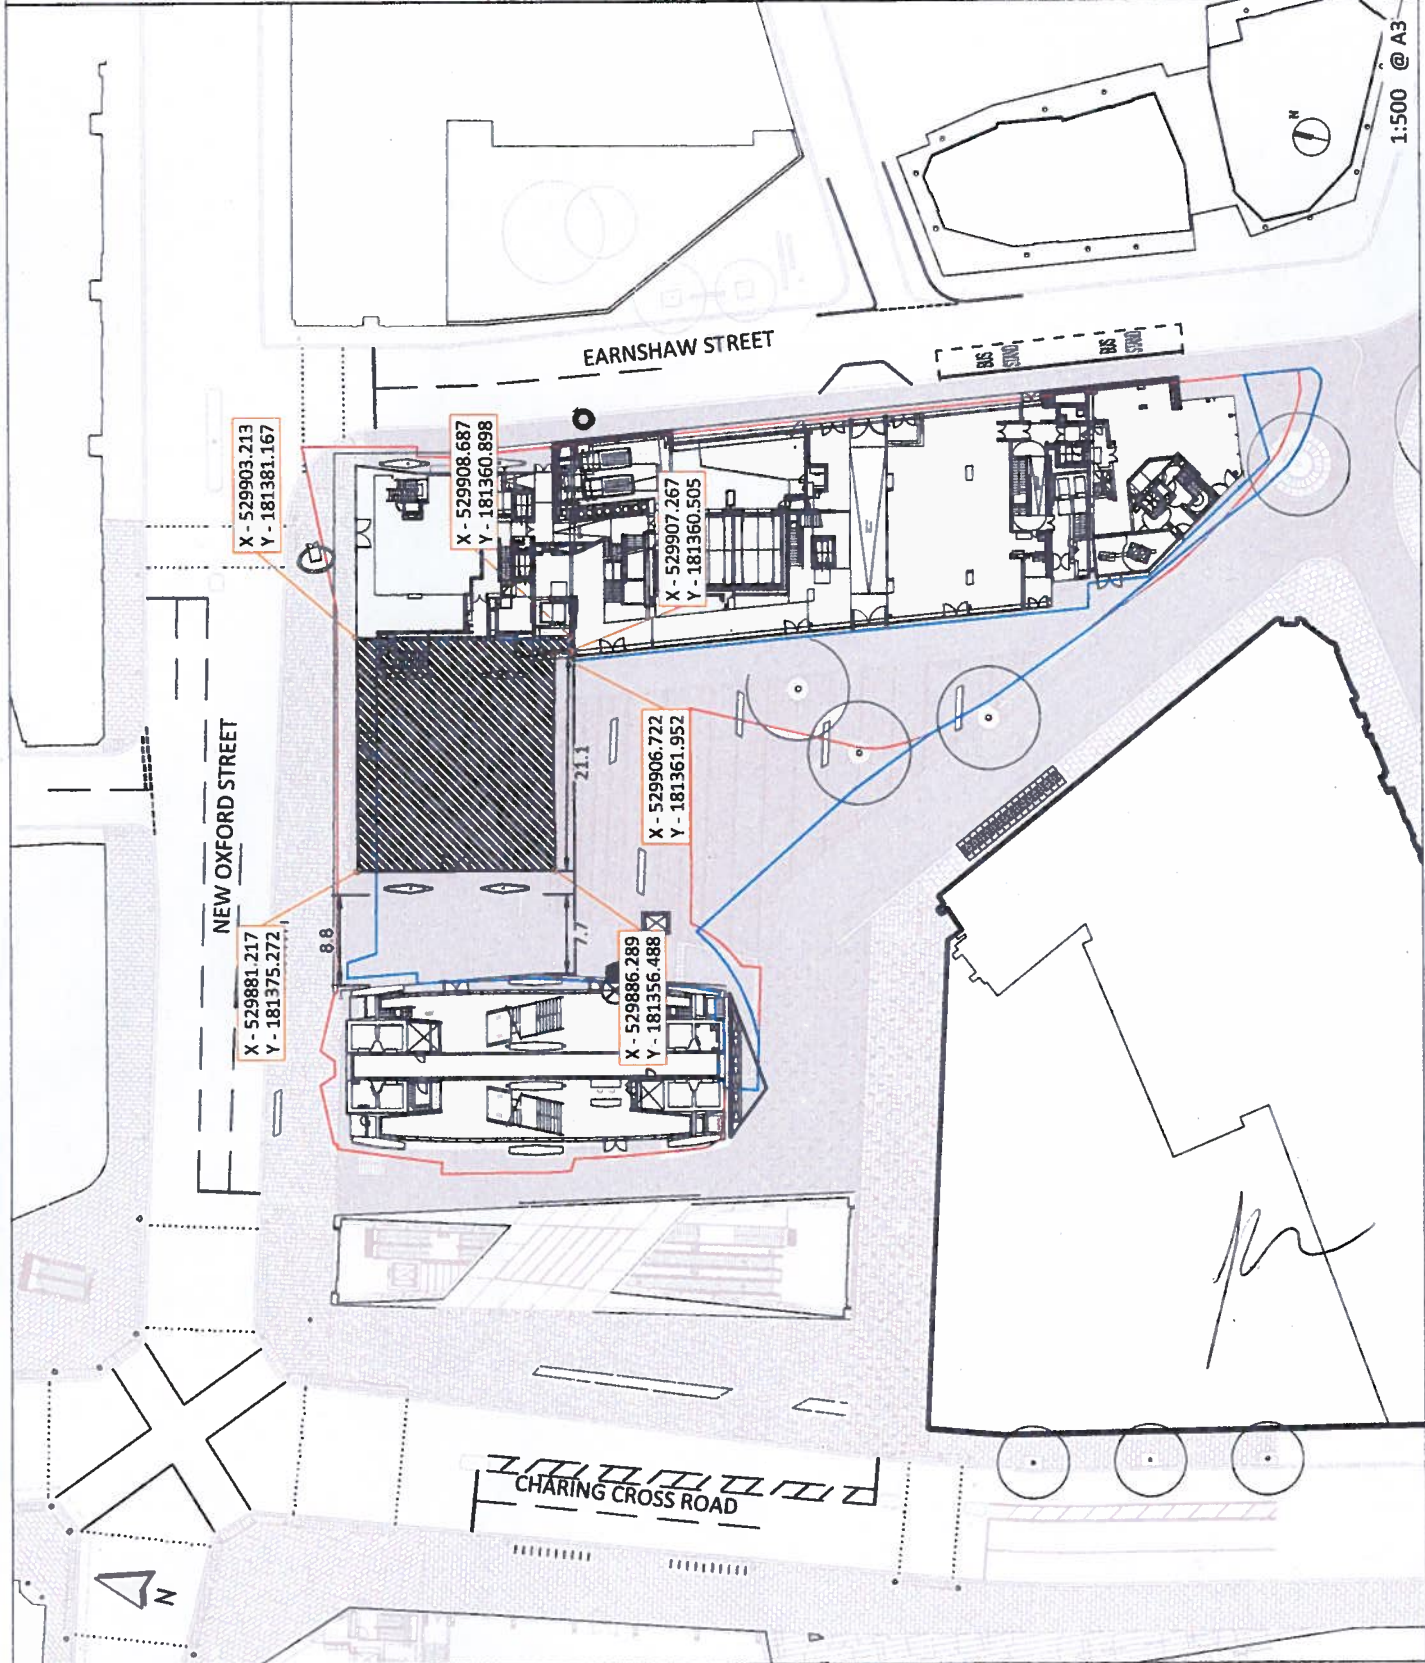 1:500 @ A3
N
EARNSHAW STREET
BUS
STAND
BUS
STAND
X - 529903.213
Y - 181381.167
X - 529908.687
Y - 181360.898
X - 529907.267
Y - 181360.505
NEW OXFORD STREET
21.1
X - 529906.722
Y - 181361.952
8.8
7.7
X - 529881.217
Y - 181375.272
X - 529886.289
Y - 181356.488
CHARING CROSS ROAD
N